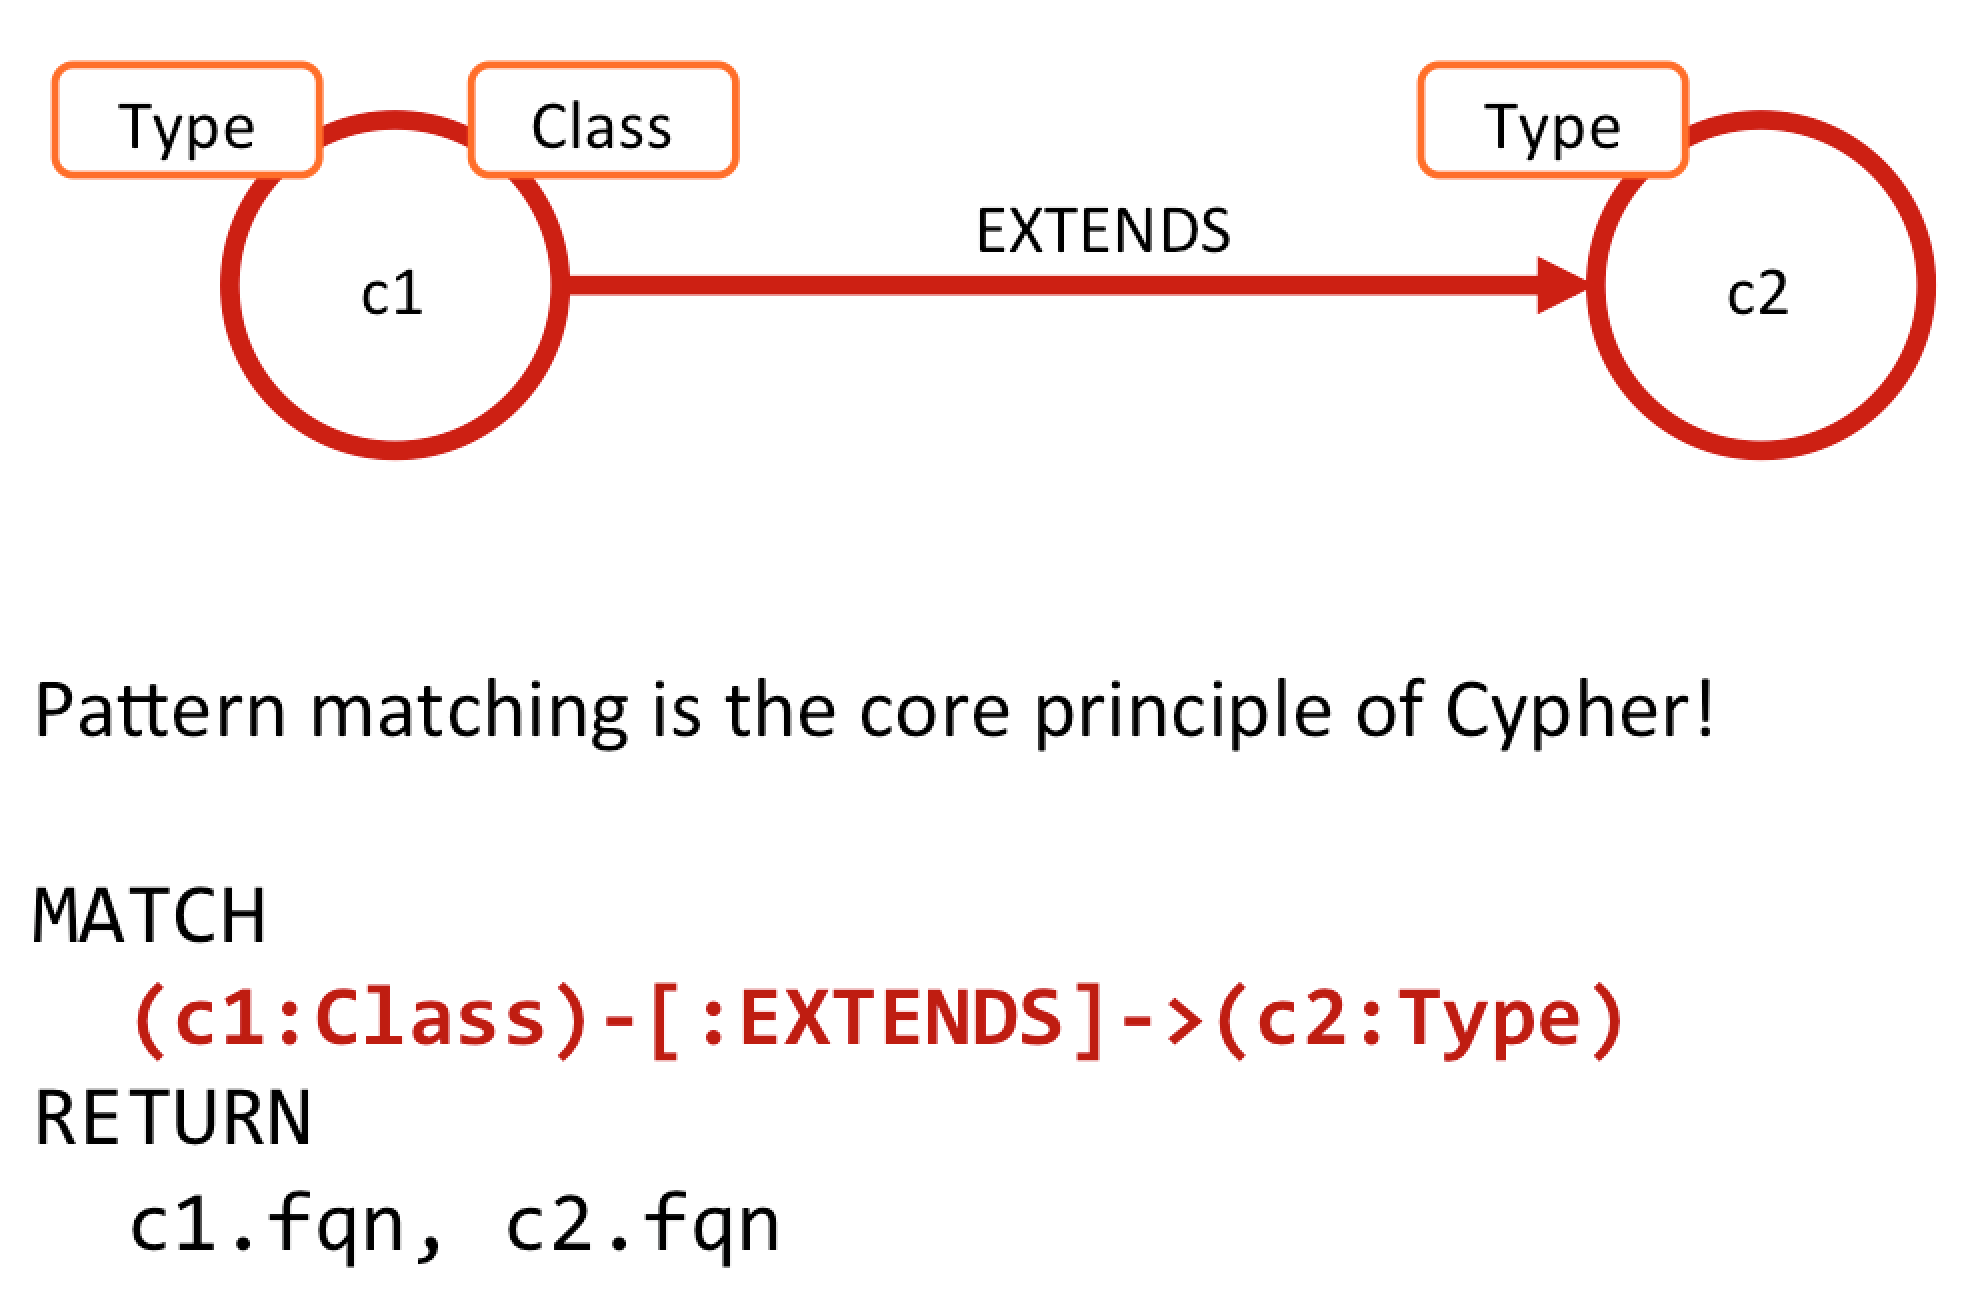 Type
Class
Type
EXTENDS
c1
c2
Pattern matching is the core principle of Cypher!
MATCH
(c1:Class)-[:EXTENDS]->(c2:Type)
RETURN
c1.fqn, c2.fqn